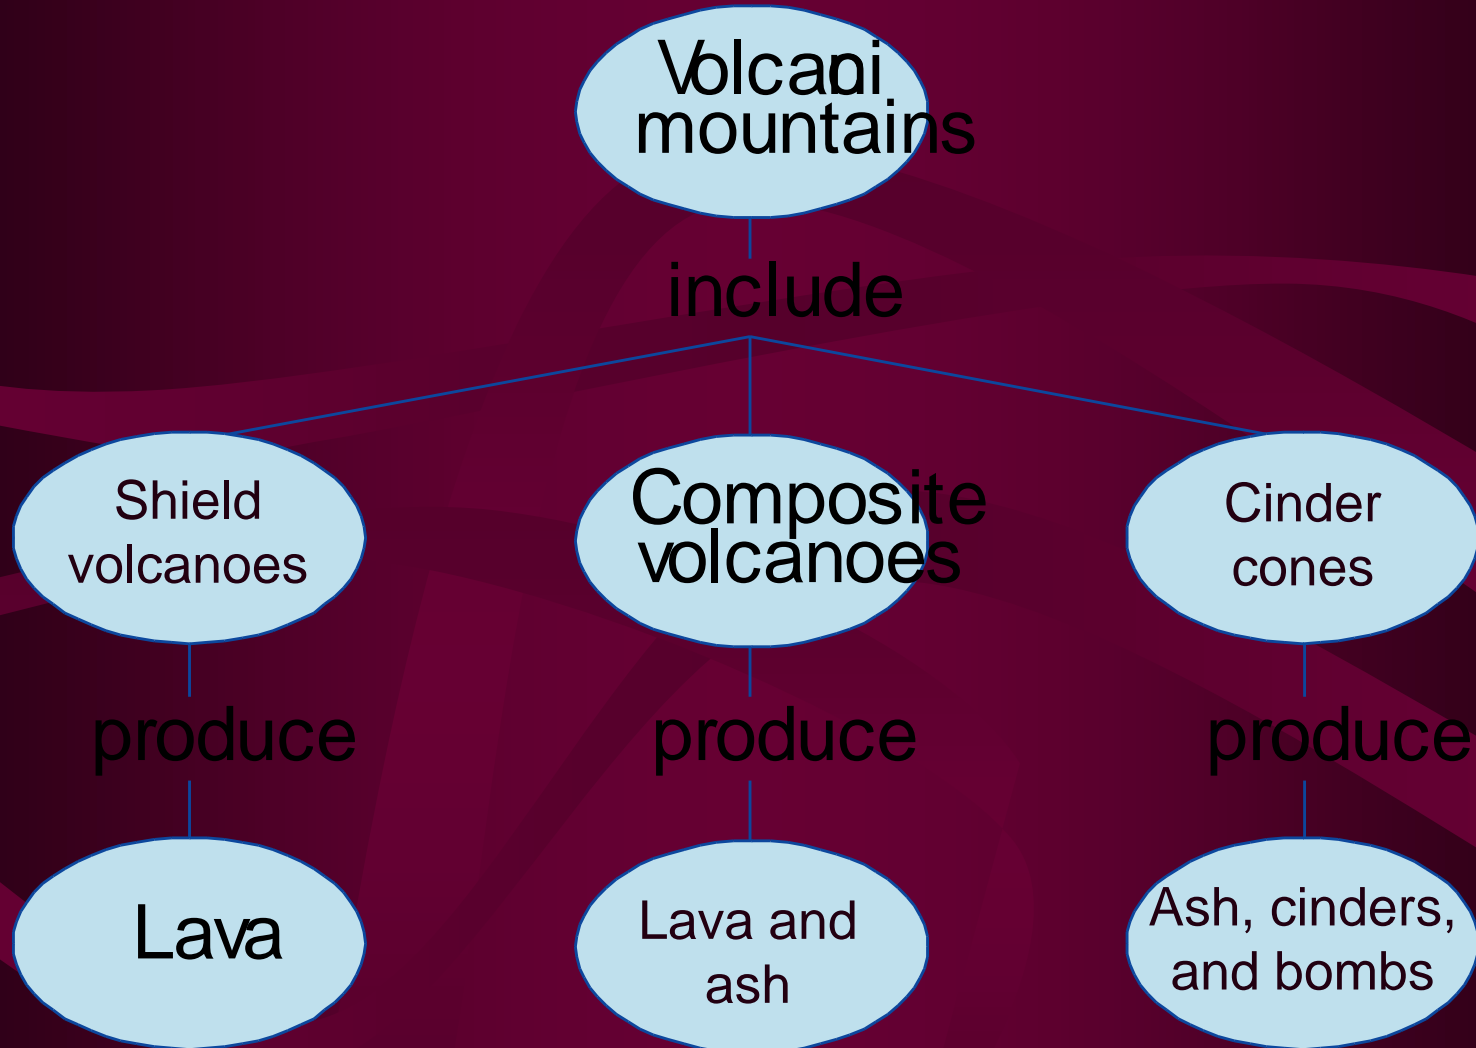 Volcani
mountains
include
Shield
volcanoes
Composite
volcanoes
Cinder
cones
produce
produce
produce
Lava
Lava and
ash
Ash, cinders,
and bombs